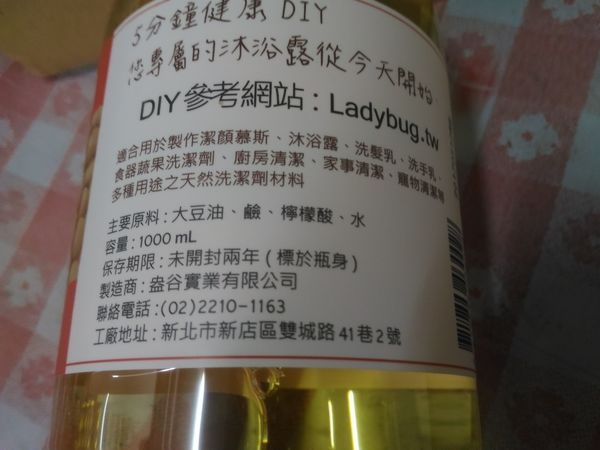 5分鐘健康 DIY
您專屬的沐浴露從今天開始
DIY 參考網站 : Ladybug.tw
適合用於製作潔顏慕斯、沐浴露、洗髮乳、洗手乳、
食器蔬果洗潔劑、廚房清潔、家事清潔、寵物清潔等
多種用途之天然洗潔劑材料
主要原料 : 大豆油、鹼、檸檬酸、水
容量 : 1000 mL
保存期限 : 未開封兩年 ( 標於瓶身 )
製造商 : 盎谷實業有限公司
聯絡電話 : (02)2210-1163
工廠地址 : 新北市新店區雙城路 41 巷 2 號